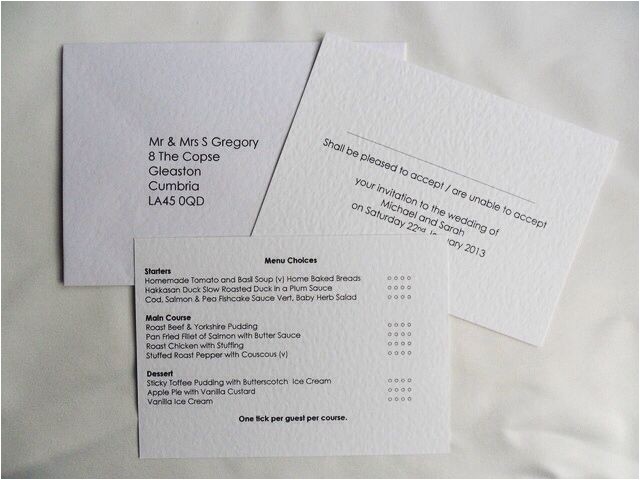 Mr & Mrs S Gregory
8 The Copse
Gleaston
Cumbria
LA45 0QD
Shall be pleased to accept / are unable to accept
your invitation to the wedding of
Michael and Sarah
on Saturday 22nd 2013
Menu Choices
Starters
Homemade Tomato and Basil Soup (v) Home Baked Breads
Hakkasan Duck Slow Roasted Duck in a Plum Sauce
Cod, Salmon & Pea Fishcake Sauce Vert, Baby Herb Salad
Main Course
Roast Beef & Yorkshire Pudding
Pan Fried Fillet of Salmon with Butter Sauce
Roast Chicken with Stuffing
Stuffed Roast Pepper with Couscous (v)
Dessert
Sticky Toffee Pudding with Butterscotch Ice Cream
Apple Pie with Vanilla Custard
Vanilla Ice Cream
One tick per guest per course.